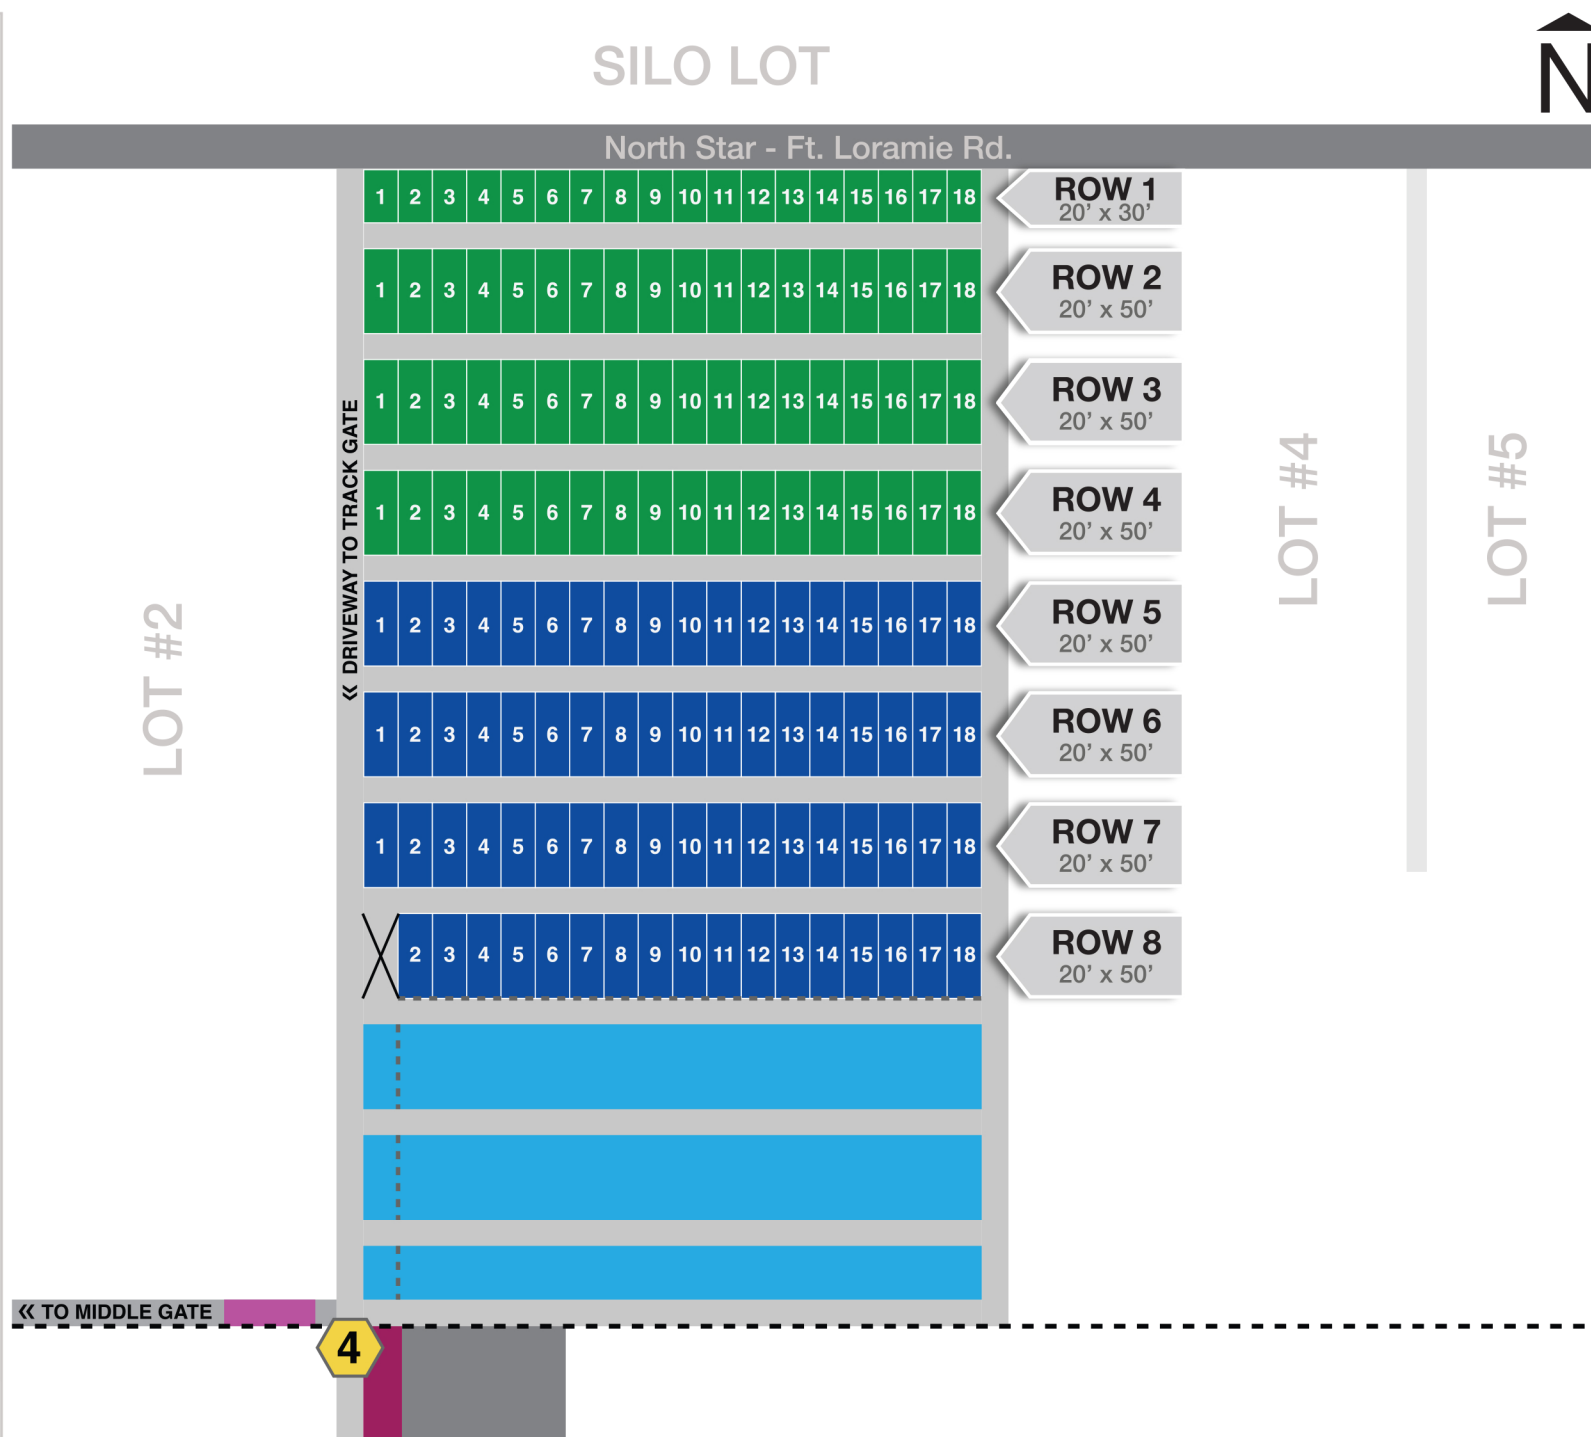 SILO LOT
N
North Star - Ft. Loramie Rd.
1 2 3 4 5 6 7 8 9 10 11 12 13 14 15 16 17 18
ROW 1
20' x 30'
1 2 3 4 5 6 7 8 9 10 11 12 13 14 15 16 17 18
ROW 2
20' x 50'
1 2 3 4 5 6 7 8 9 10 11 12 13 14 15 16 17 18
ROW 3
20' x 50'
1 2 3 4 5 6 7 8 9 10 11 12 13 14 15 16 17 18
ROW 4
20' x 50'
1 2 3 4 5 6 7 8 9 10 11 12 13 14 15 16 17 18
ROW 5
20' x 50'
1 2 3 4 5 6 7 8 9 10 11 12 13 14 15 16 17 18
ROW 6
20' x 50'
1 2 3 4 5 6 7 8 9 10 11 12 13 14 15 16 17 18
ROW 7
20' x 50'
2 3 4 5 6 7 8 9 10 11 12 13 14 15 16 17 18
ROW 8
20' x 50'
« DRIVEWAY TO TRACK GATE
LOT #2
LOT #4
LOT #5
« TO MIDDLE GATE
4